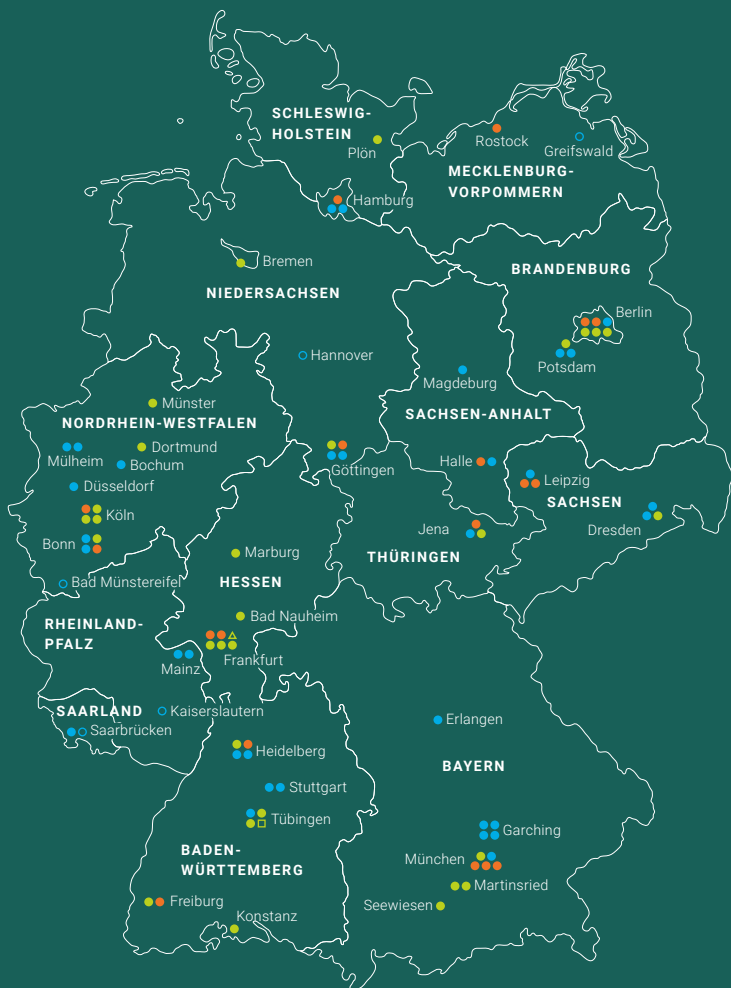 SCHLESWIG-
HOLSTEIN
Plön
Rostock
Greifswald
MECKLENBURG-
VORPOMMERN
Hamburg
Bremen
NIEDERSACHSEN
BRANDENBURG
Berlin
Potsdam
Hannover
Magdeburg
SACHSEN-ANHALT
Münster
NORDRHEIN-WESTFALEN
Dortmund
Mülheim
Bochum
Düsseldorf
Göttingen
Halle
Leipzig
SACHSEN
Dresden
Köln
Bonn
Jena
THÜRINGEN
Marburg
HESSEN
Bad Münstereifel
Bad Nauheim
RHEINLAND-
PFALZ
Mainz
Frankfurt
SAARLAND
Kaiserslautern
Saarbrücken
Erlangen
Heidelberg
BAYERN
Stuttgart
Tübingen
Garching
BADEN-
WÜRTTEMBERG
München
Martinsried
Freiburg
Seewiesen
Konstanz